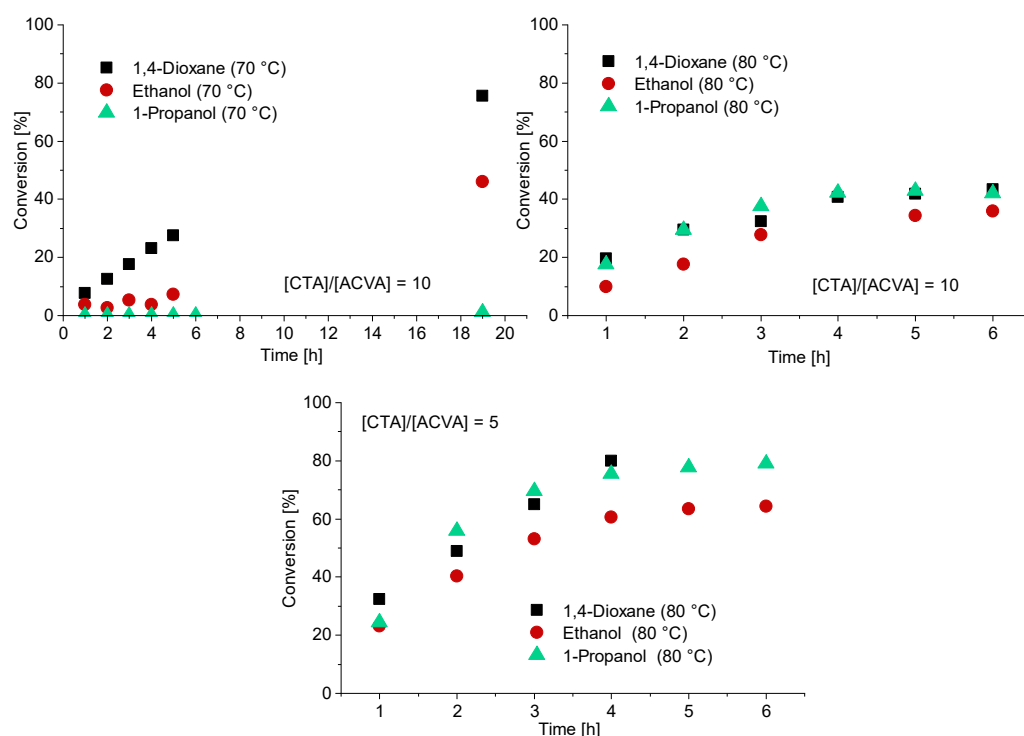 100
80
60
40
20
0
Conversion [%]
1,4-Dioxane (70 °C)
Ethanol (70 °C)
1-Propanol (70 °C)
[CTA]/[ACVA] = 10
0 2 4 6 8 10 12 14 16 18 20
Time [h]
100
80
60
40
20
0
Conversion [%]
1,4-Dioxane (80 °C)
Ethanol (80 °C)
1-Propanol (80 °C)
[CTA]/[ACVA] = 10
1 2 3 4 5 6
Time [h]
100
80
60
40
20
0
Conversion [%]
[CTA]/[ACVA] = 5
1,4-Dioxane (80 °C)
Ethanol (80 °C)
1-Propanol (80 °C)
1 2 3 4 5 6
Time [h]